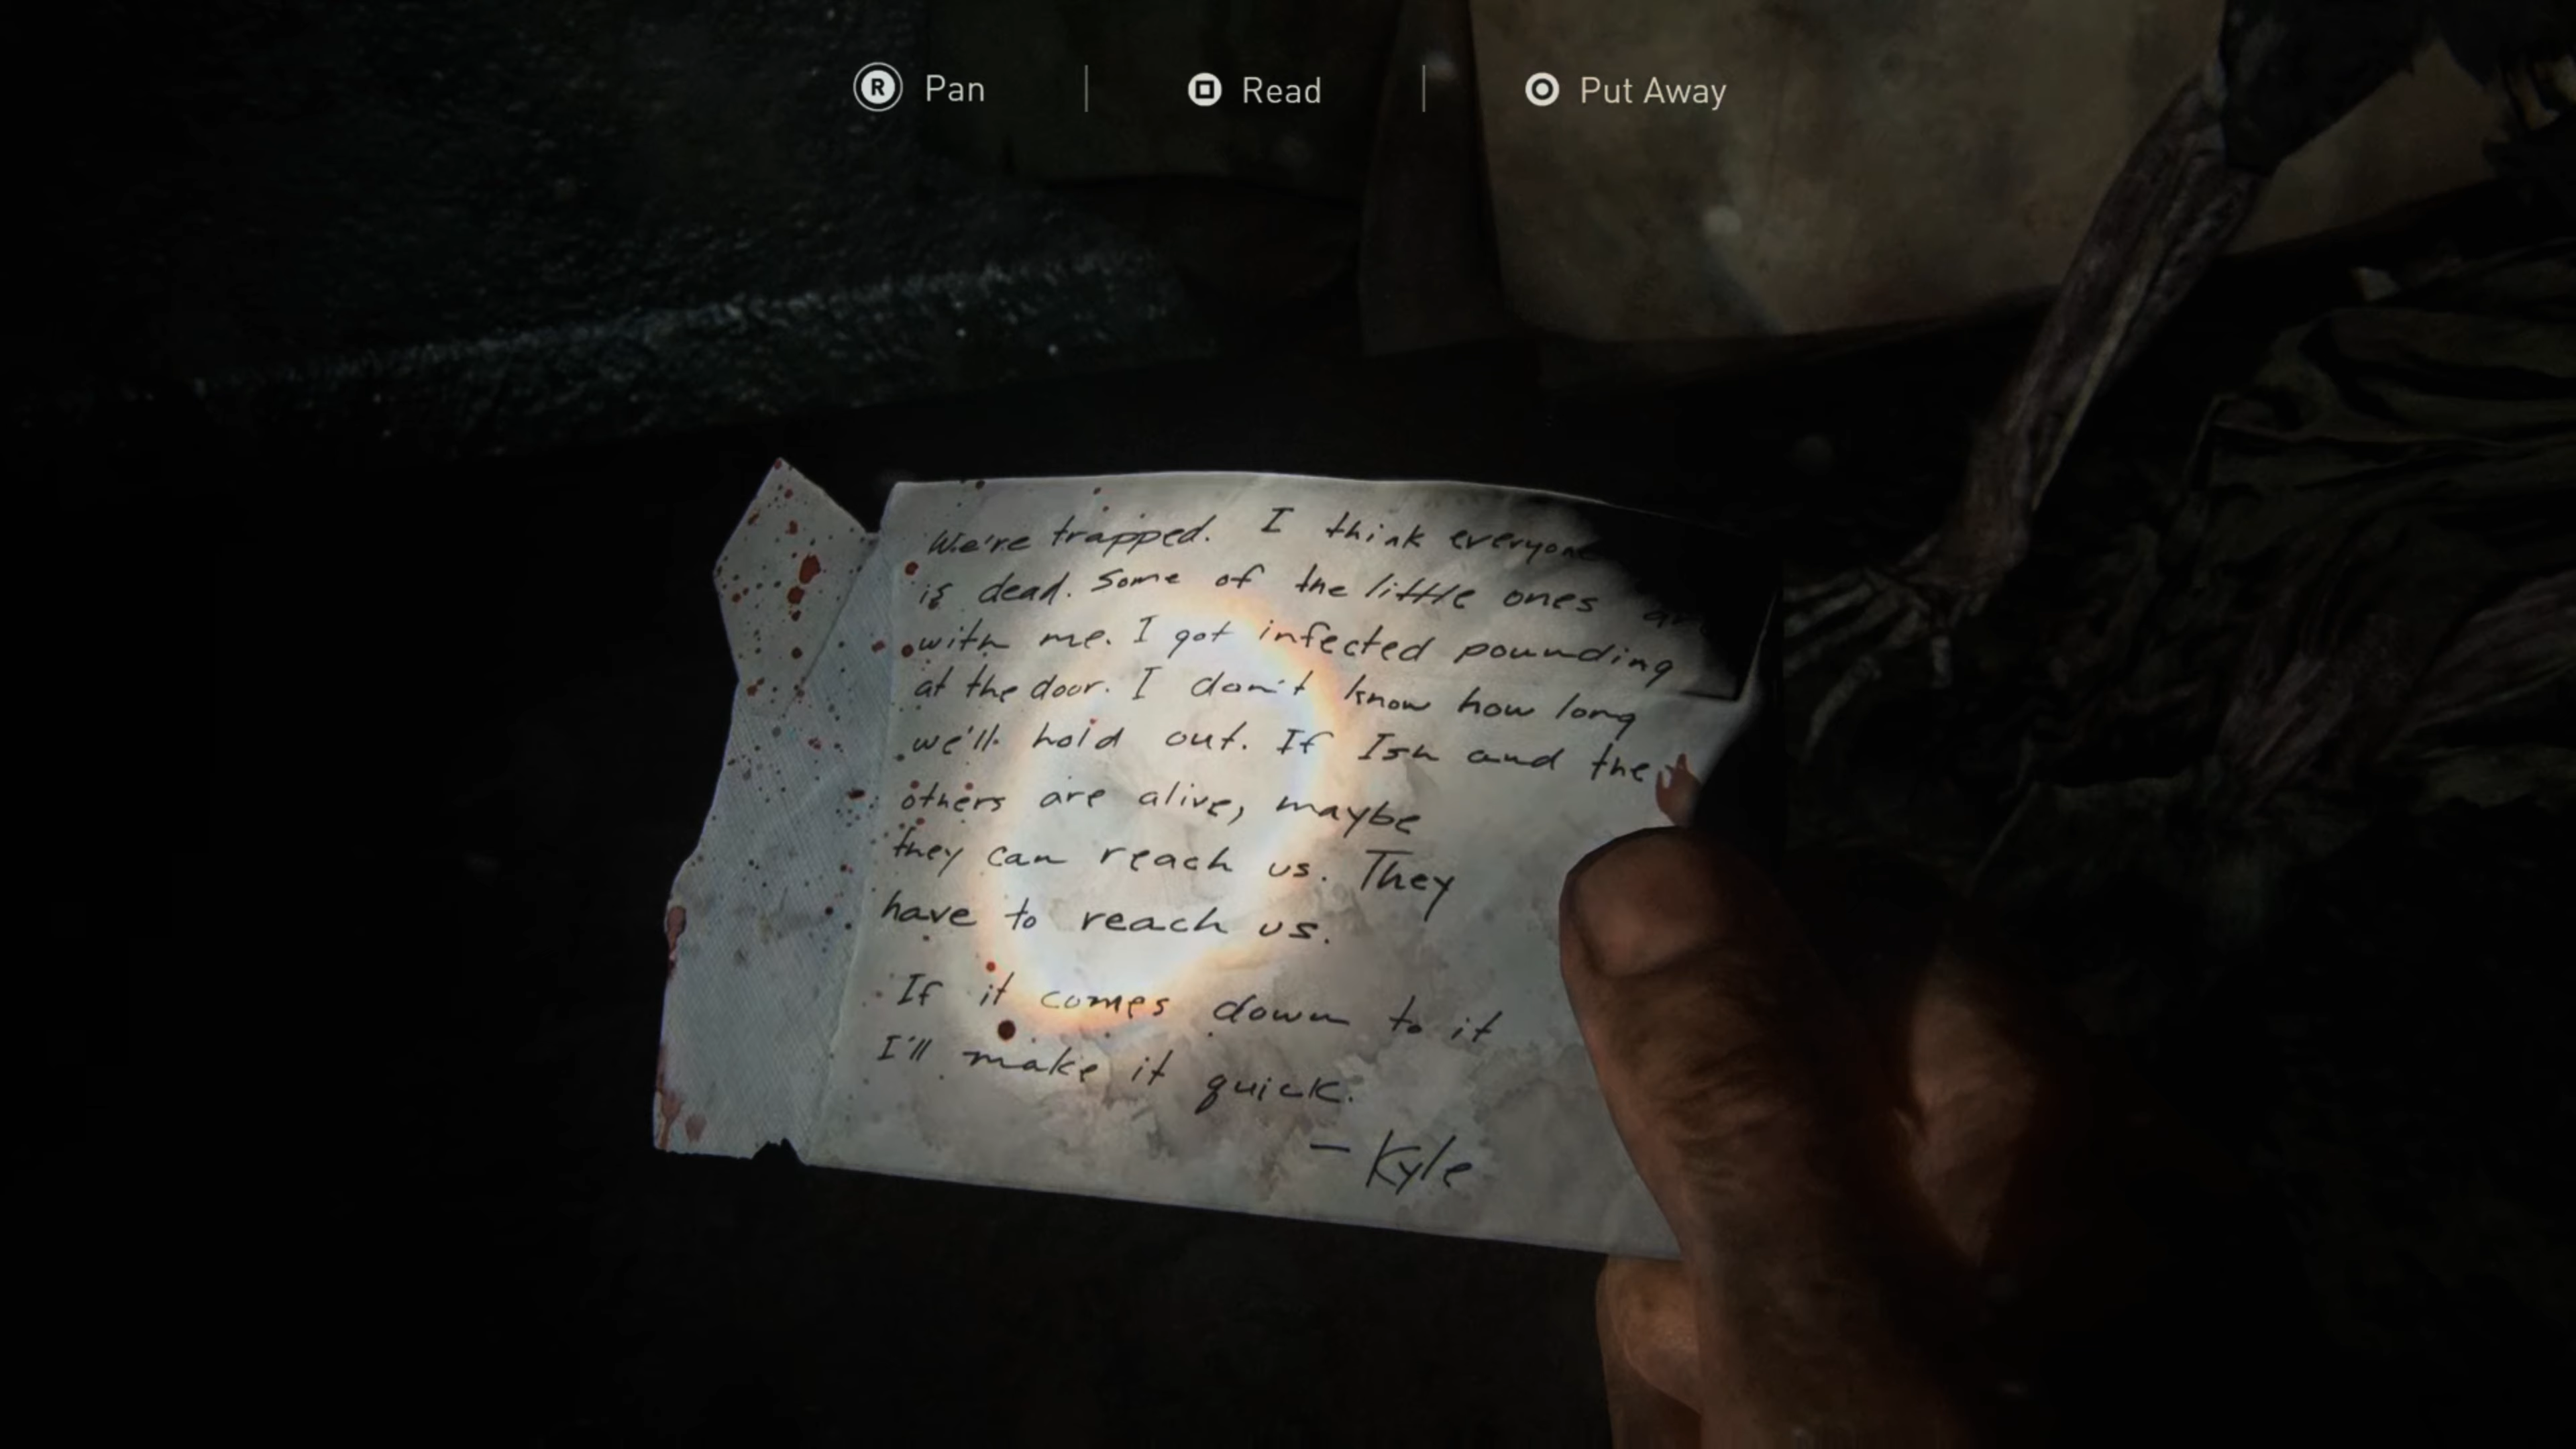 R Pan | Read | Put Away
We're trapped. I think everyone
is dead. Some of the little ones are
with me. I got infected pounding
at the door. I don't know how long
we'll hold out. If Ish and the
others are alive, maybe
they can reach us. They
have to reach us.
If it comes down to it
I'll make it quick.
- Kyle